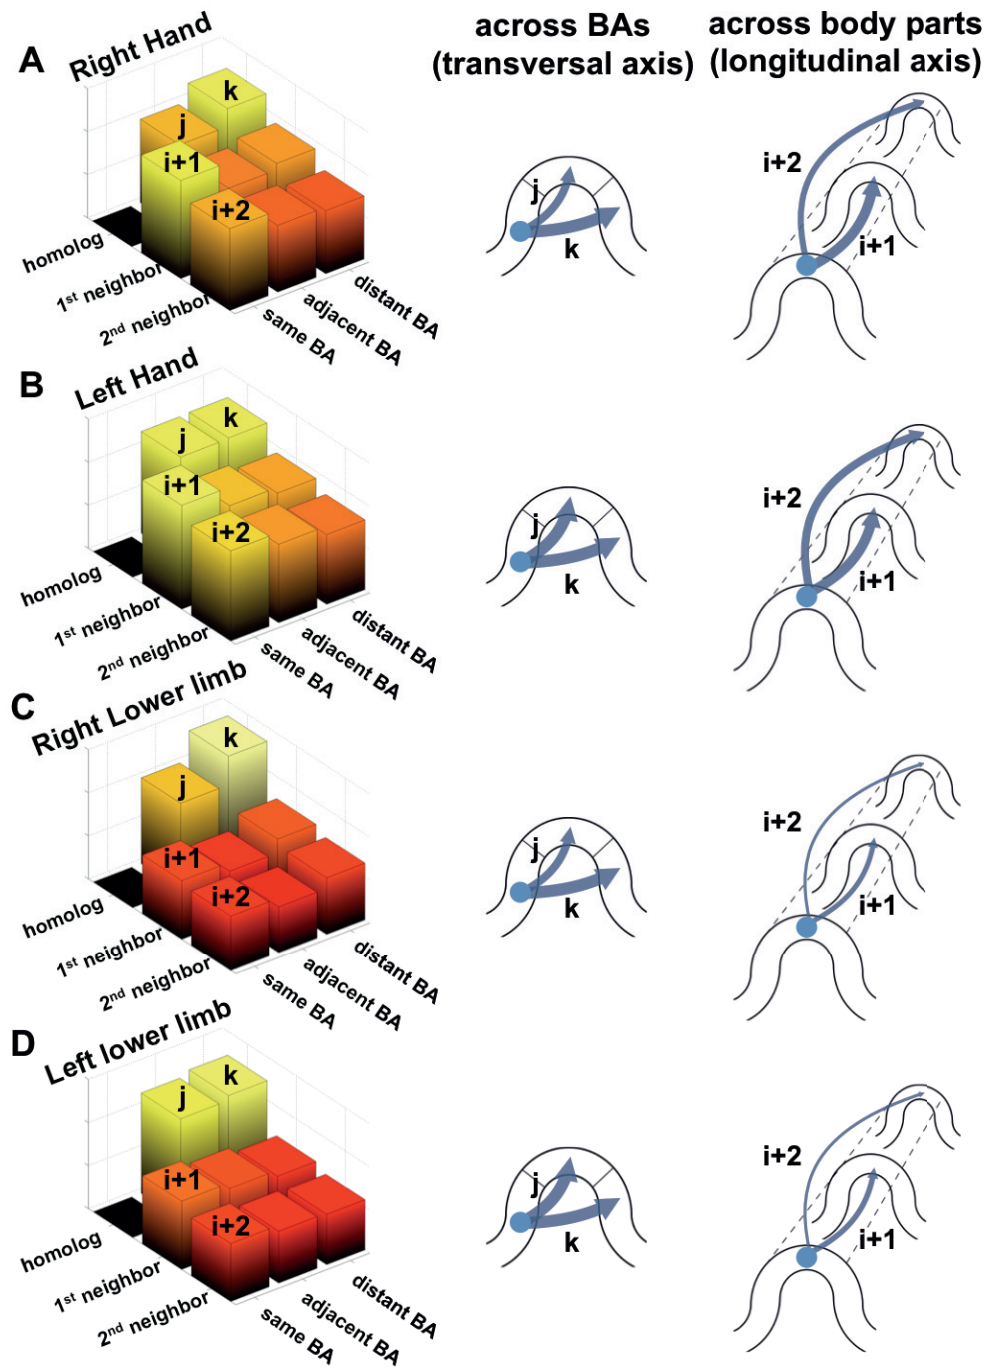 across BAs
(transversal axis)
across body parts
(longitudinal axis)
A
Right Hand
k
j
i+1
i+2
homolog
1st neighbor
2nd neighbor
same BA
adjacent BA
distant BA
j
k
i+2
i+1
B
Left Hand
k
j
i+1
i+2
homolog
1st neighbor
2nd neighbor
same BA
adjacent BA
distant BA
j
k
i+2
i+1
C
Right Lower limb
k
j
i+1
i+2
homolog
1st neighbor
2nd neighbor
same BA
adjacent BA
distant BA
j
k
i+2
i+1
D
Left lower limb
k
j
i+1
i+2
homolog
1st neighbor
2nd neighbor
same BA
adjacent BA
distant BA
j
k
i+2
i+1